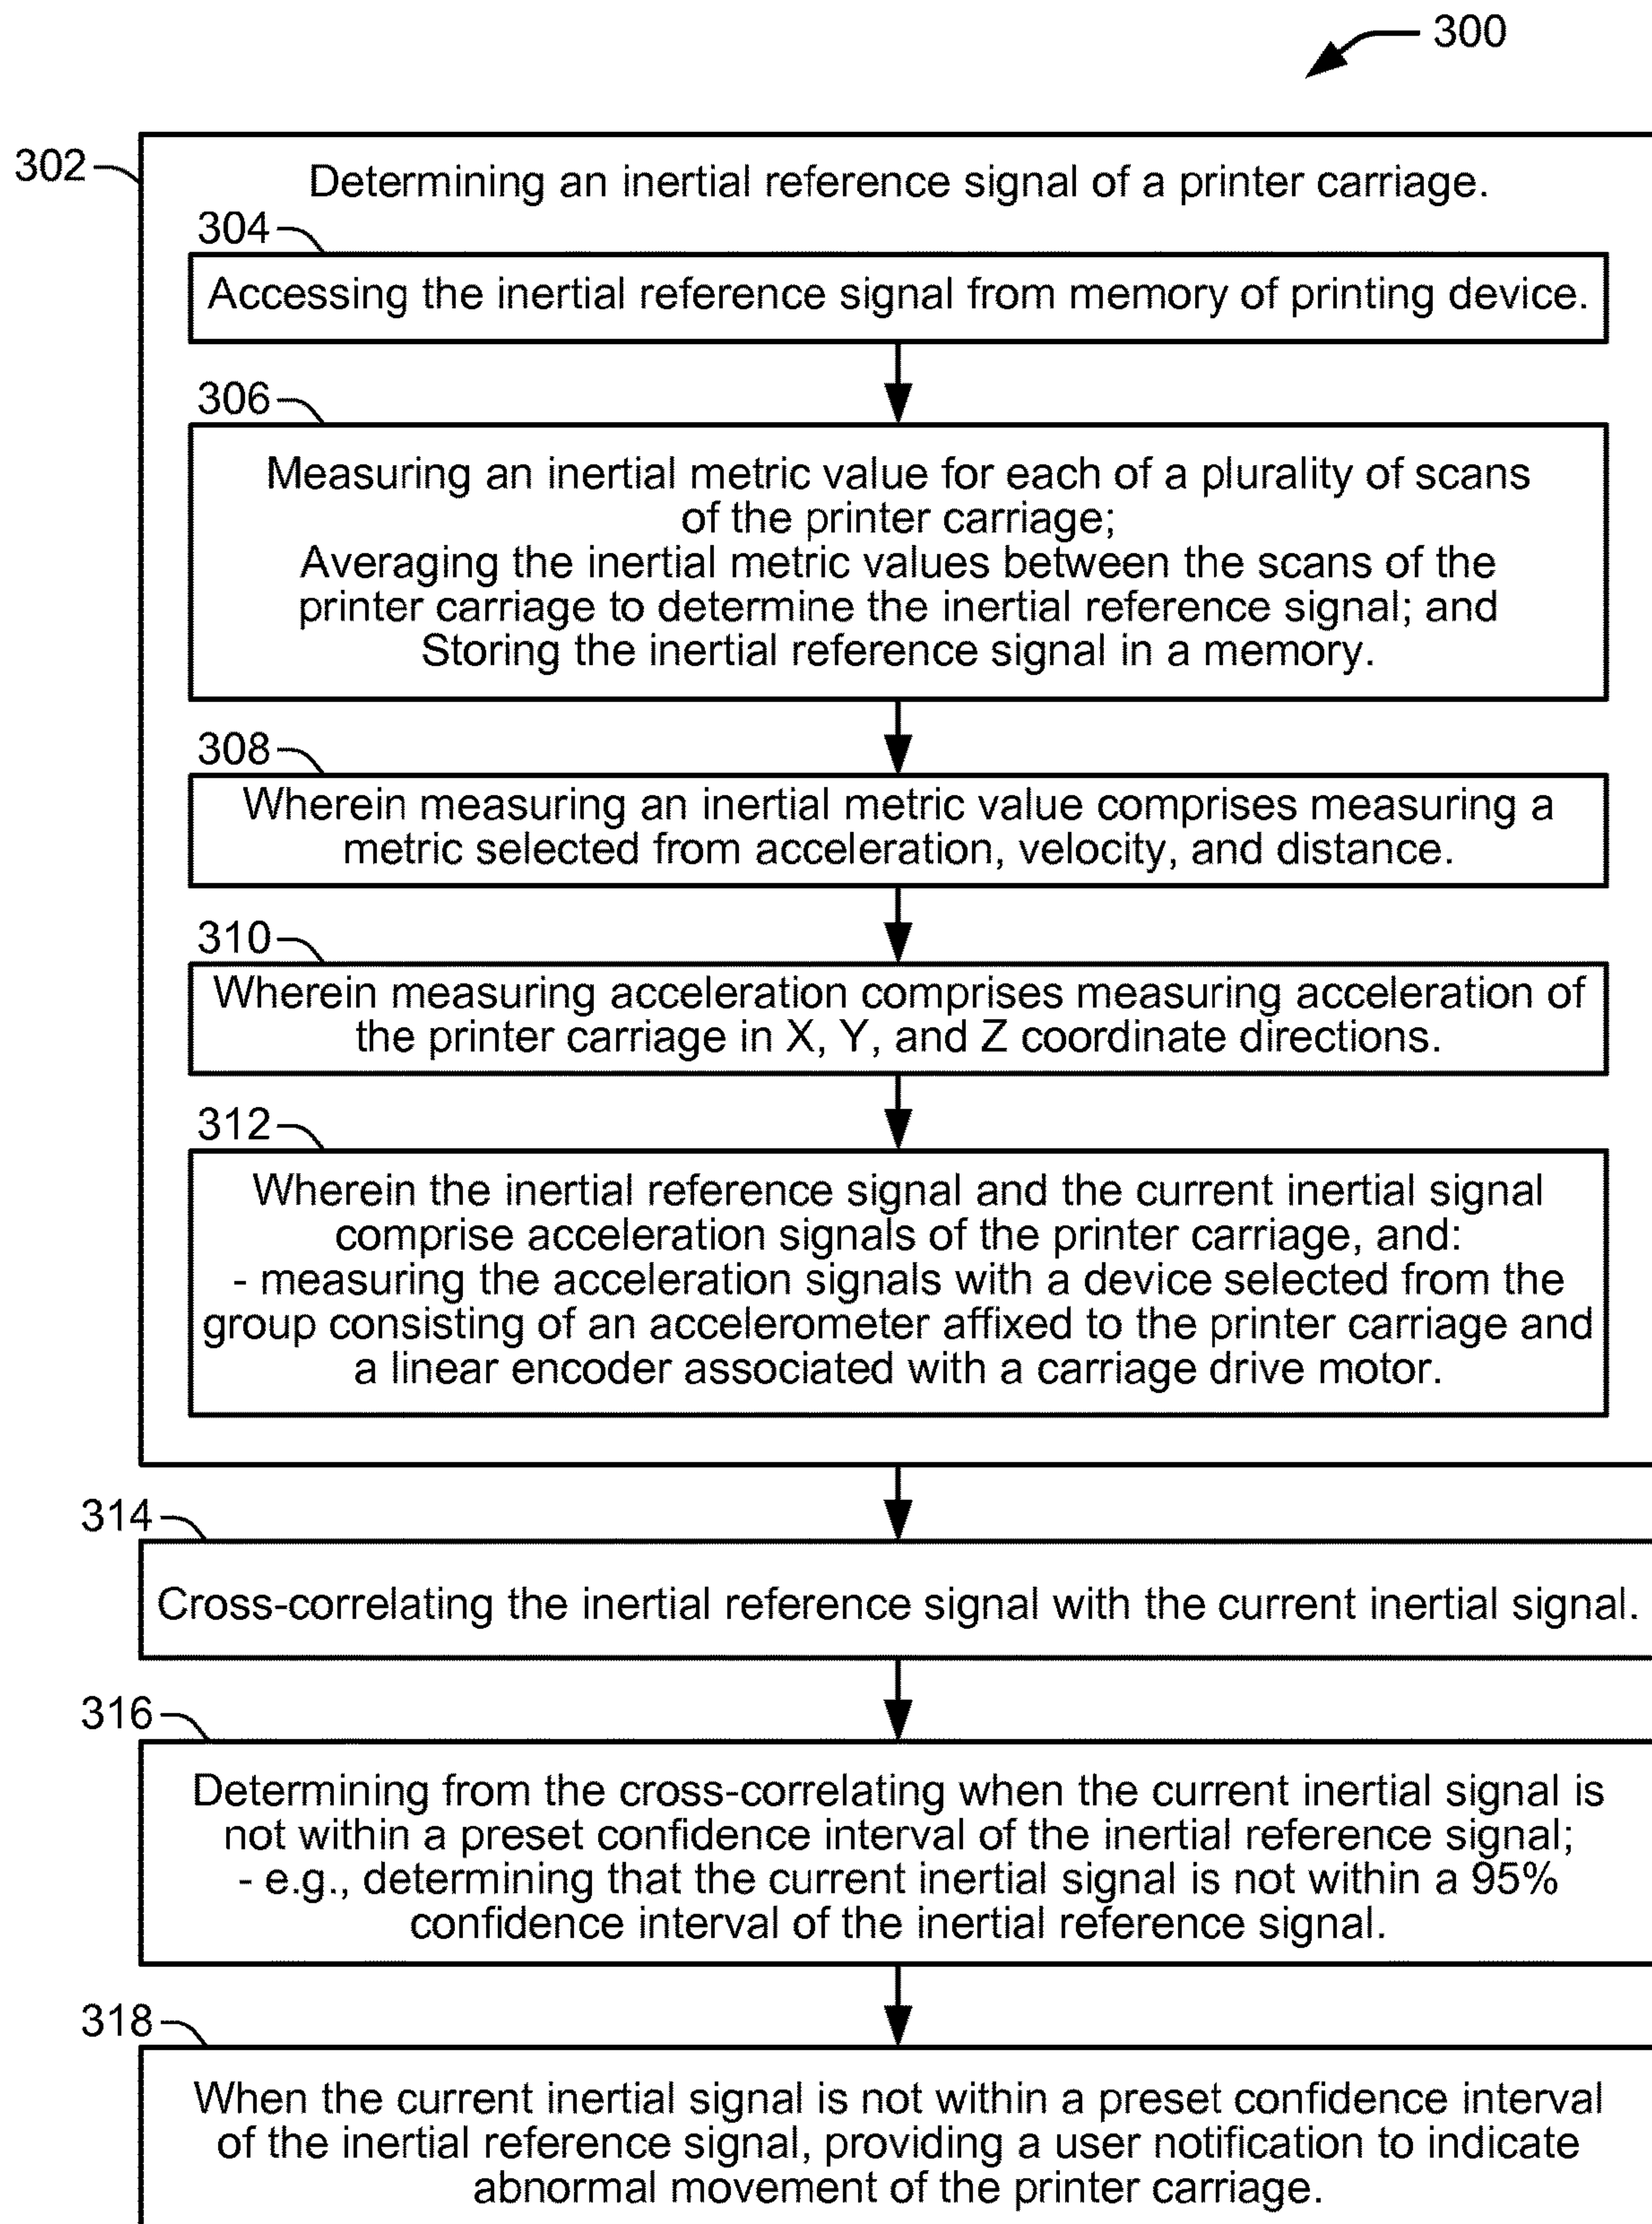 300
302
Determining an inertial reference signal of a printer carriage.
304
Accessing the inertial reference signal from memory of printing device.
306
Measuring an inertial metric value for each of a plurality of scans
of the printer carriage;
Averaging the inertial metric values between the scans of the
printer carriage to determine the inertial reference signal; and
Storing the inertial reference signal in a memory.
308
Wherein measuring an inertial metric value comprises measuring a
metric selected from acceleration, velocity, and distance.
310
Wherein measuring acceleration comprises measuring acceleration of
the printer carriage in X, Y, and Z coordinate directions.
312
Wherein the inertial reference signal and the current inertial signal
comprise acceleration signals of the printer carriage, and:
- measuring the acceleration signals with a device selected from the
group consisting of an accelerometer affixed to the printer carriage and
a linear encoder associated with a carriage drive motor.
314
Cross-correlating the inertial reference signal with the current inertial signal.
316
Determining from the cross-correlating when the current inertial signal is
not within a preset confidence interval of the inertial reference signal;
- e.g., determining that the current inertial signal is not within a 95%
confidence interval of the inertial reference signal.
318
When the current inertial signal is not within a preset confidence interval
of the inertial reference signal, providing a user notification to indicate
abnormal movement of the printer carriage.